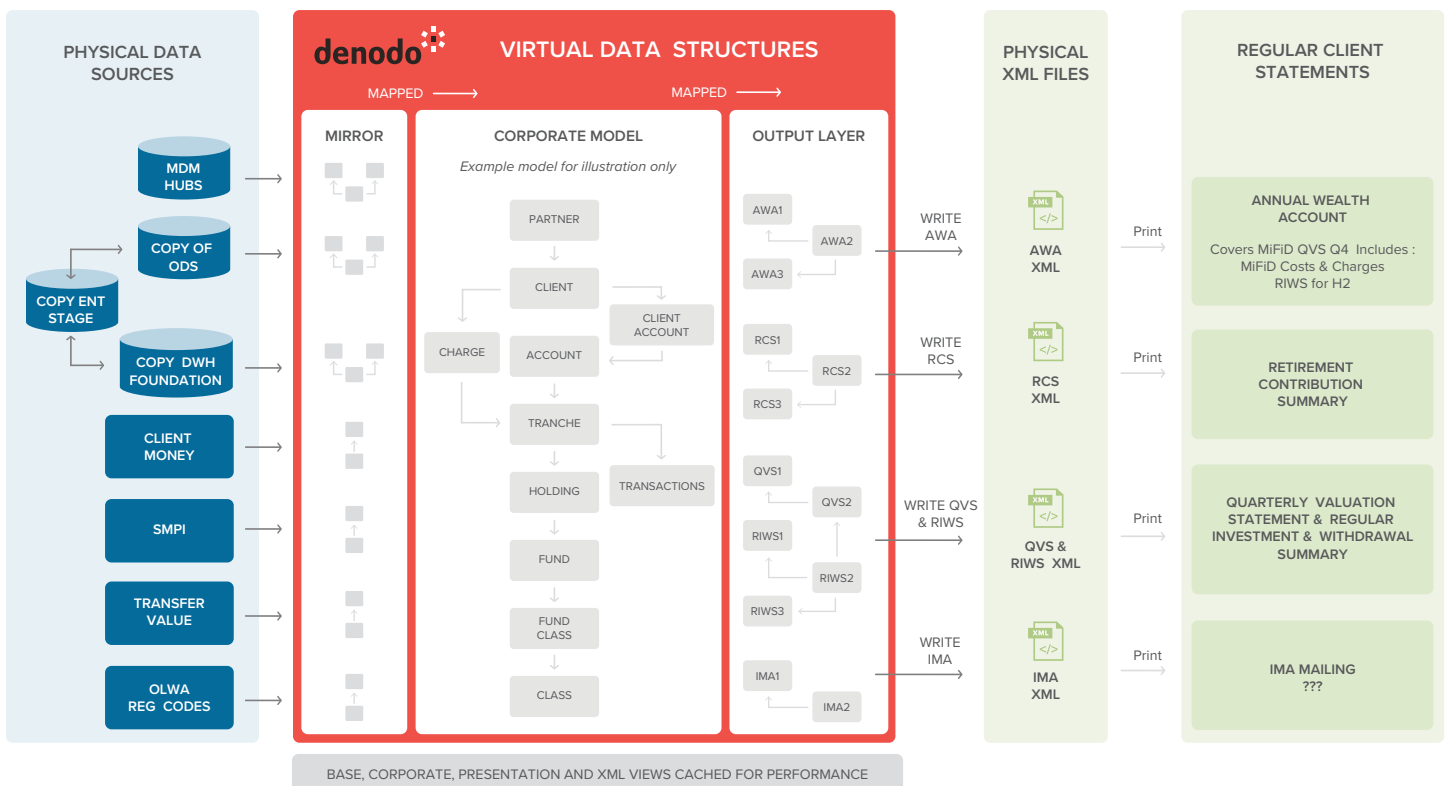 PHYSICAL DATA
SOURCES
MDM
HUBS
COPY OF
ODS
COPY ENT
STAGE
COPY DWH
FOUNDATION
CLIENT
MONEY
SMPI
TRANSFER
VALUE
OLWA
REG CODES
denodo
VIRTUAL DATA STRUCTURES
MAPPED
MAPPED
MIRROR
CORPORATE MODEL
Example model for illustration only
PARTNER
CLIENT
CLIENT
ACCOUNT
CHARGE
ACCOUNT
TRANCHE
HOLDING
TRANSACTIONS
FUND
FUND
CLASS
CLASS
OUTPUT LAYER
AWA1
AWA2
AWA3
RCS1
RCS2
RCS3
QVS1
QVS2
RIWS1
RIWS2
RIWS3
IMA1
IMA2
BASE, CORPORATE, PRESENTATION AND XML VIEWS CACHED FOR PERFORMANCE
WRITE
AWA
WRITE
RCS
WRITE QVS
& RIWS
WRITE
IMA
PHYSICAL
XML FILES
XML
</>
AWA
XML
XML
</>
RCS
XML
XML
</>
QVS &
RIWS XML
XML
</>
IMA
XML
Print
Print
Print
Print
REGULAR CLIENT
STATEMENTS
ANNUAL WEALTH
ACCOUNT
Covers MiFiD QVS Q4 Includes :
MiFiD Costs & Charges
RIWS for H2
RETIREMENT
CONTRIBUTION
SUMMARY
QUARTERLY VALUATION
STATEMENT & REGULAR
INVESTMENT & WITHDRAWAL
SUMMARY
IMA MAILING
???